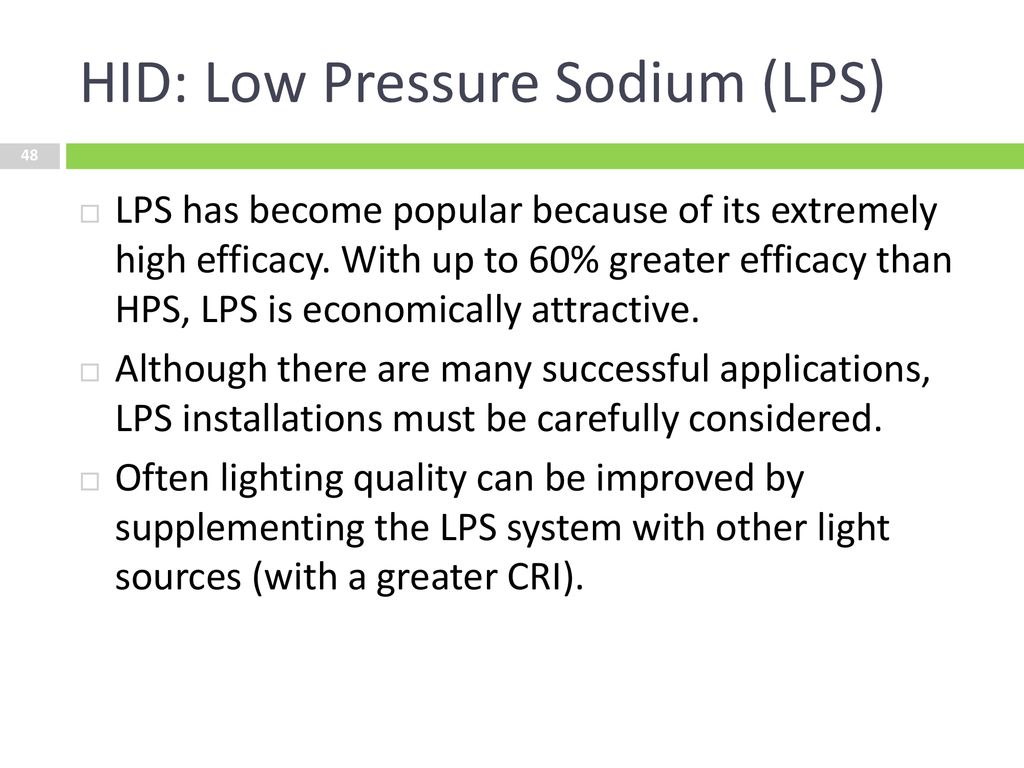 HID: Low Pressure Sodium (LPS)
48
LPS has become popular because of its extremely
high efficacy. With up to 60% greater efficacy than
HPS, LPS is economically attractive.
Although there are many successful applications,
LPS installations must be carefully considered.
Often lighting quality can be improved by
supplementing the LPS system with other light
sources (with a greater CRI).